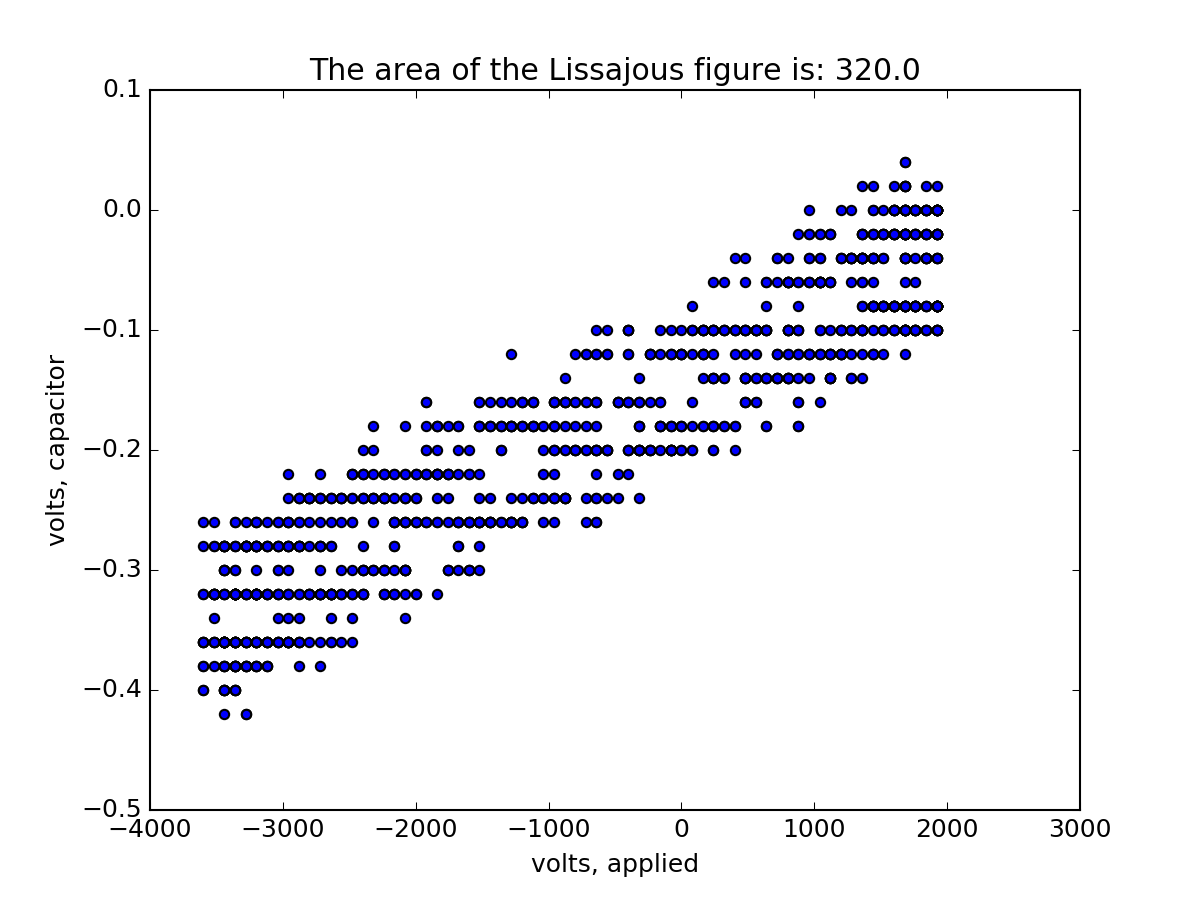 The area of the Lissajous figure is: 320.0
0.1
0.0
−0.1
−0.2
−0.3
−0.4
−0.5
volts, capacitor
−4000 −3000 −2000 −1000 0 1000 2000 3000
volts, applied